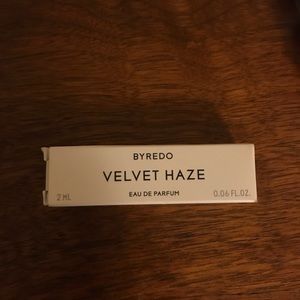 BYREDO
VELVET HAZE
2 ML EAU DE PARFUM 0.06 FL.OZ.